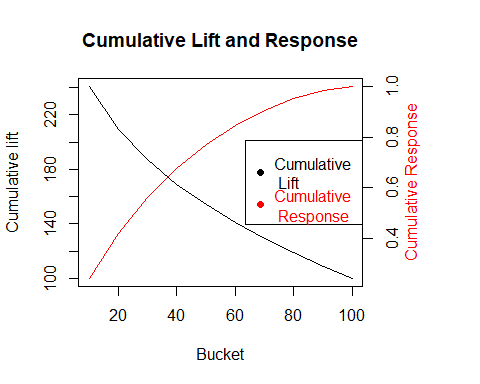 Cumulative Lift and Response
Cumulative lift
220
180
140
100
1.0
0.8
0.6
0.4
Cumulative Response
Cumulative
Lift
Cumulative
Response
20
40
60
80
100
Bucket